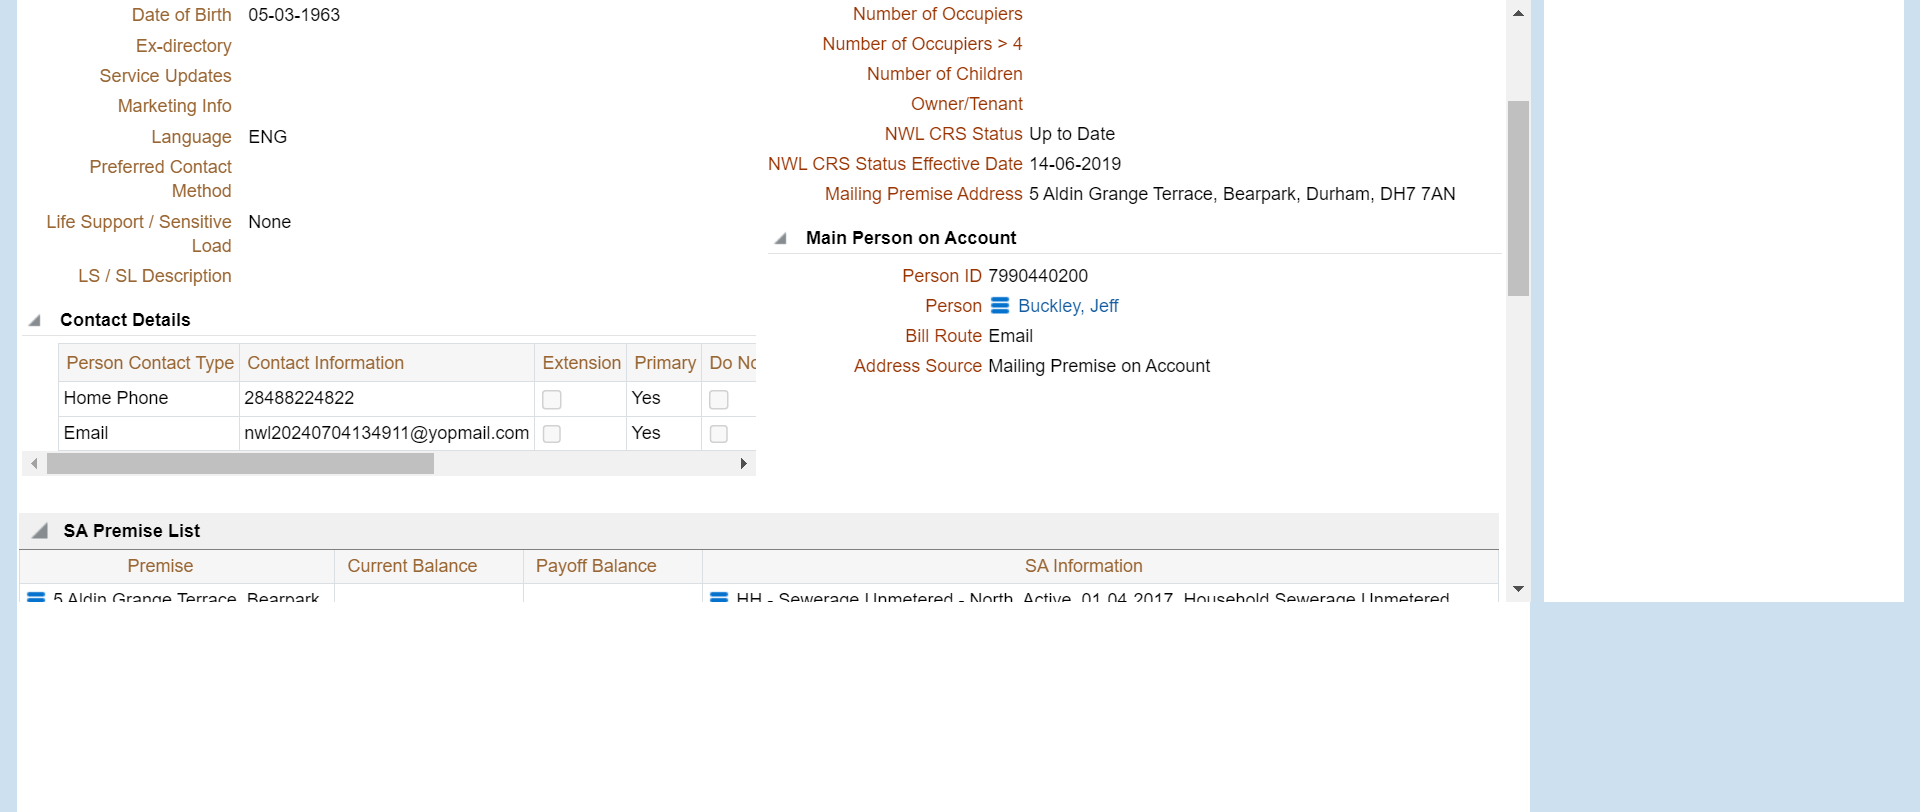 Date of Birth 05-03-1963
Ex-directory
Service Updates
Marketing Info
Language ENG
Preferred Contact
Method
Life Support / Sensitive None
Load
LS / SL Description
Contact Details
Person Contact Type Contact Information Extension Primary Do No
Home Phone 28488224822 Yes
Email nwl20240704134911@yopmail.com Yes
Number of Occupiers
Number of Occupiers > 4
Number of Children
Owner/Tenant
NWL CRS Status Up to Date
NWL CRS Status Effective Date 14-06-2019
Mailing Premise Address 5 Aldin Grange Terrace, Bearpark, Durham, DH7 7AN
Main Person on Account
Person ID 7990440200
Person Buckley, Jeff
Bill Route Email
Address Source Mailing Premise on Account
SA Premise List
Premise Current Balance Payoff Balance SA Information
5 Aldin Grange Terrace, Bearpark, HH - Sewerage Unmetered - North, Active, 01.04.2017, Household Sewerage Unmetered